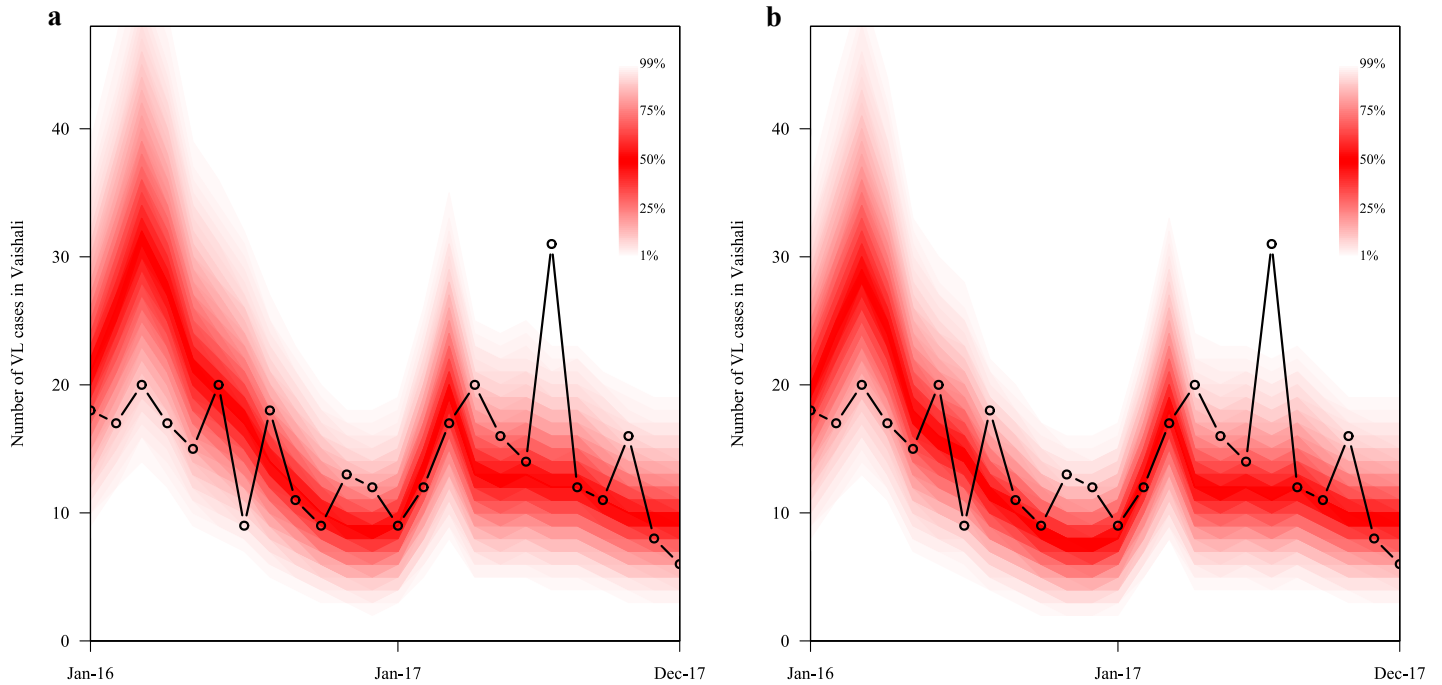 a
Number of VL cases in Vaishali
40
30
20
10
0
99%
75%
50%
25%
1%
Jan-16
Jan-17
Dec-17
b
Number of VL cases in Vaishali
40
30
20
10
0
99%
75%
50%
25%
1%
Jan-16
Jan-17
Dec-17